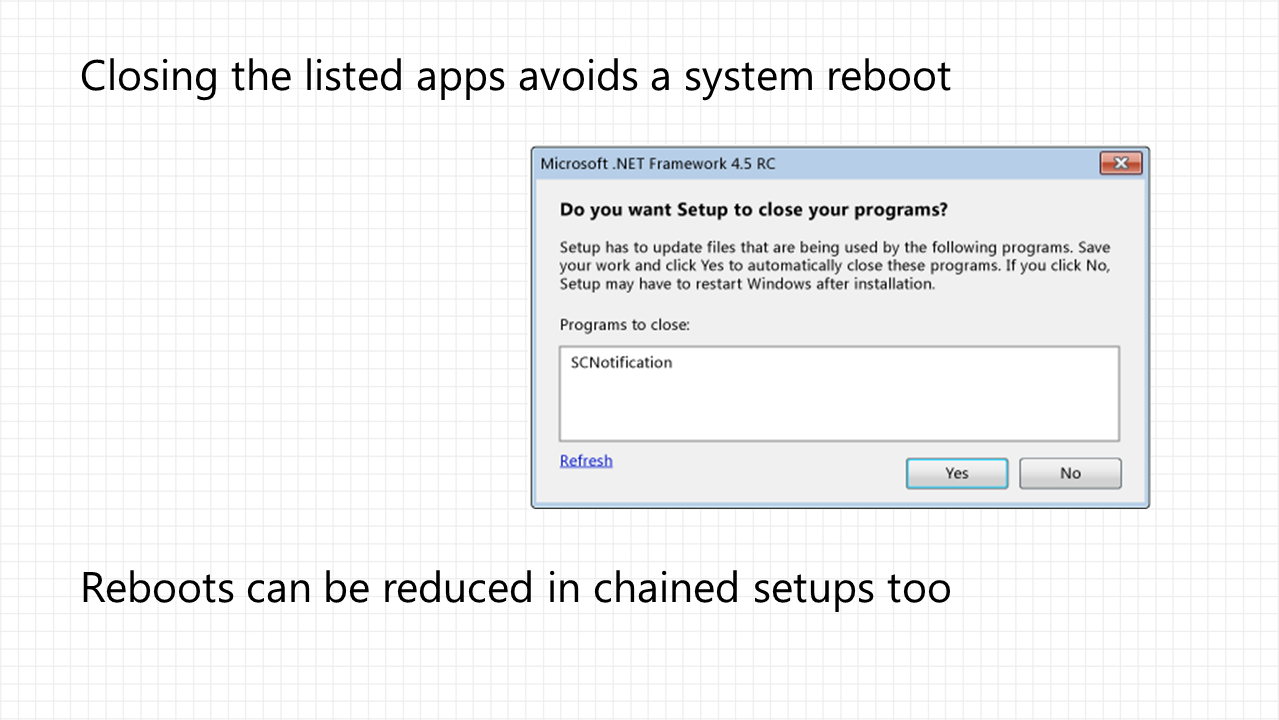 Closing the listed apps avoids a system reboot
Microsoft .NET Framework 4.5 RC
Do you want Setup to close your programs?
Setup has to update files that are being used by the following programs. Save
your work and click Yes to automatically close these programs. If you click No,
Setup may have to restart Windows after installation.
Programs to close:
SCNotification
Refresh
Yes
No
Reboots can be reduced in chained setups too